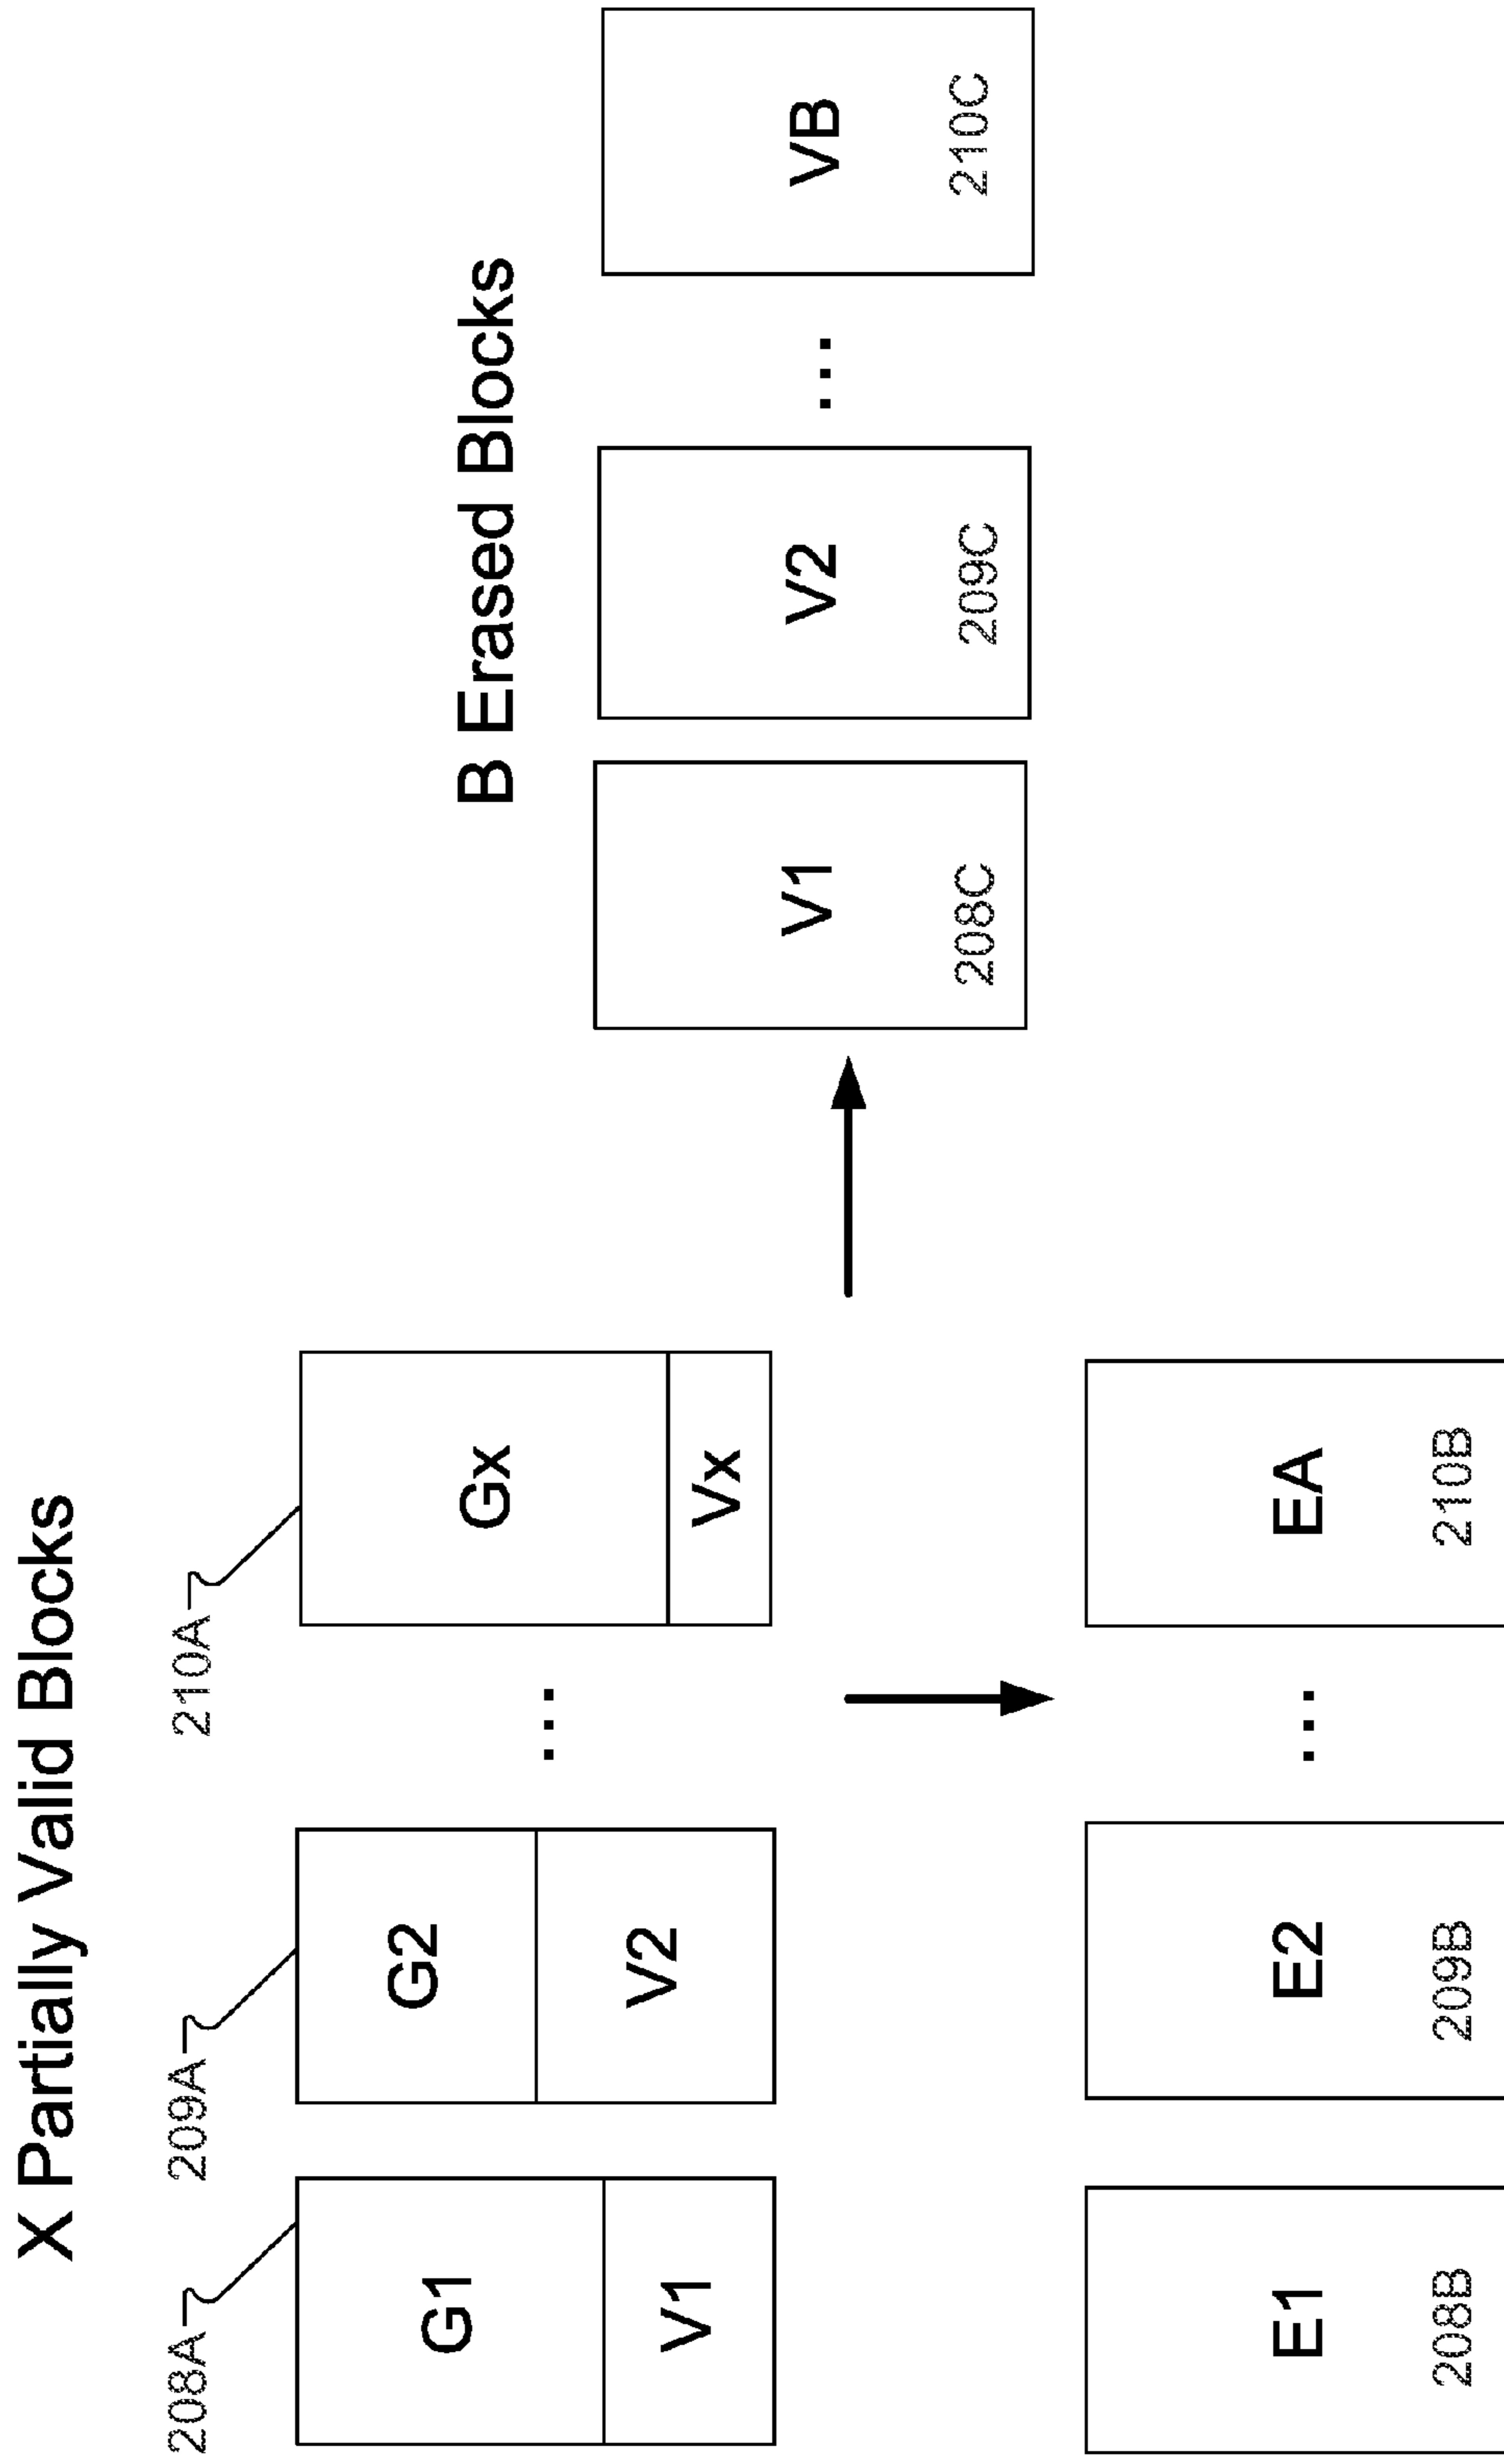 X Partially Valid Blocks
208A
209A
210A
G1
V1
G2
V2
...
Gx
Vx
B Erased Blocks
V1
208C
V2
209C
...
VB
210C
E1
208B
E2
209B
...
EA
210B